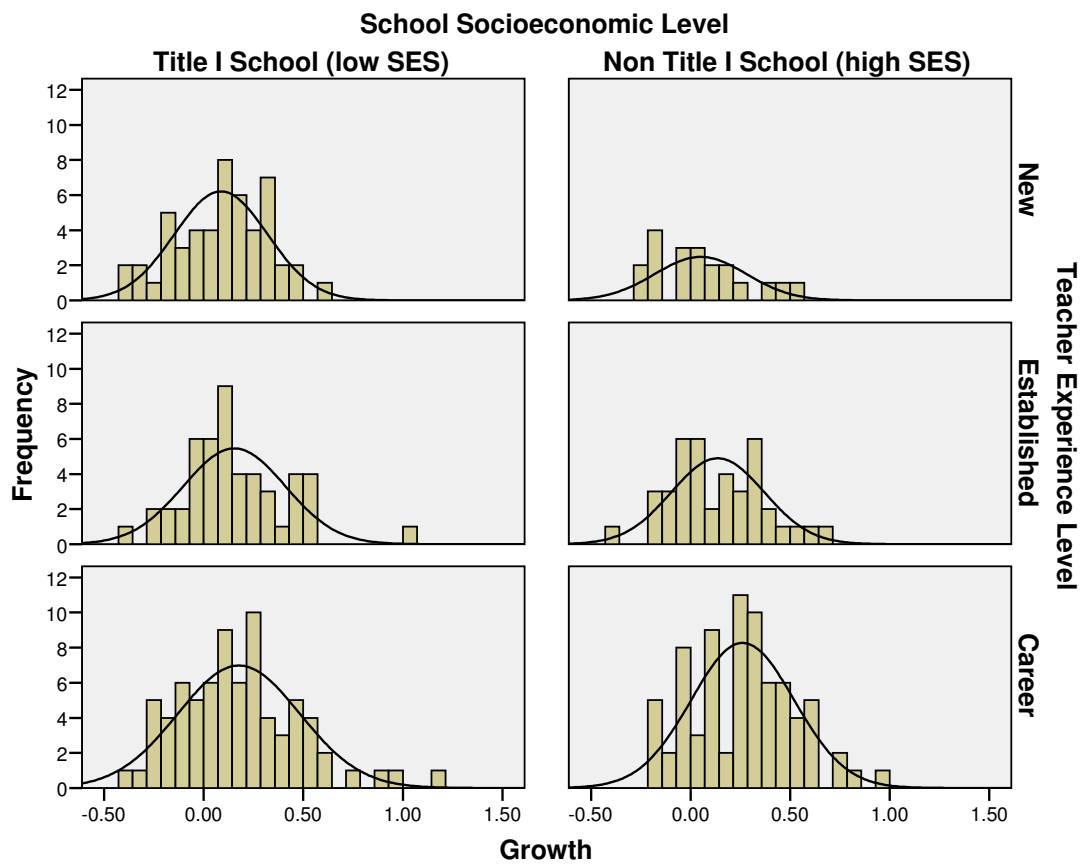 School Socioeconomic Level
Title I School (low SES)
Non Title I School (high SES)
12
10
8
6
4
2
0
New
12
10
8
6
4
2
0
Established
12
10
8
6
4
2
0
Career
Frequency
Teacher Experience Level
-0.50 0.00 0.50 1.00 1.50
-0.50 0.00 0.50 1.00 1.50
Growth